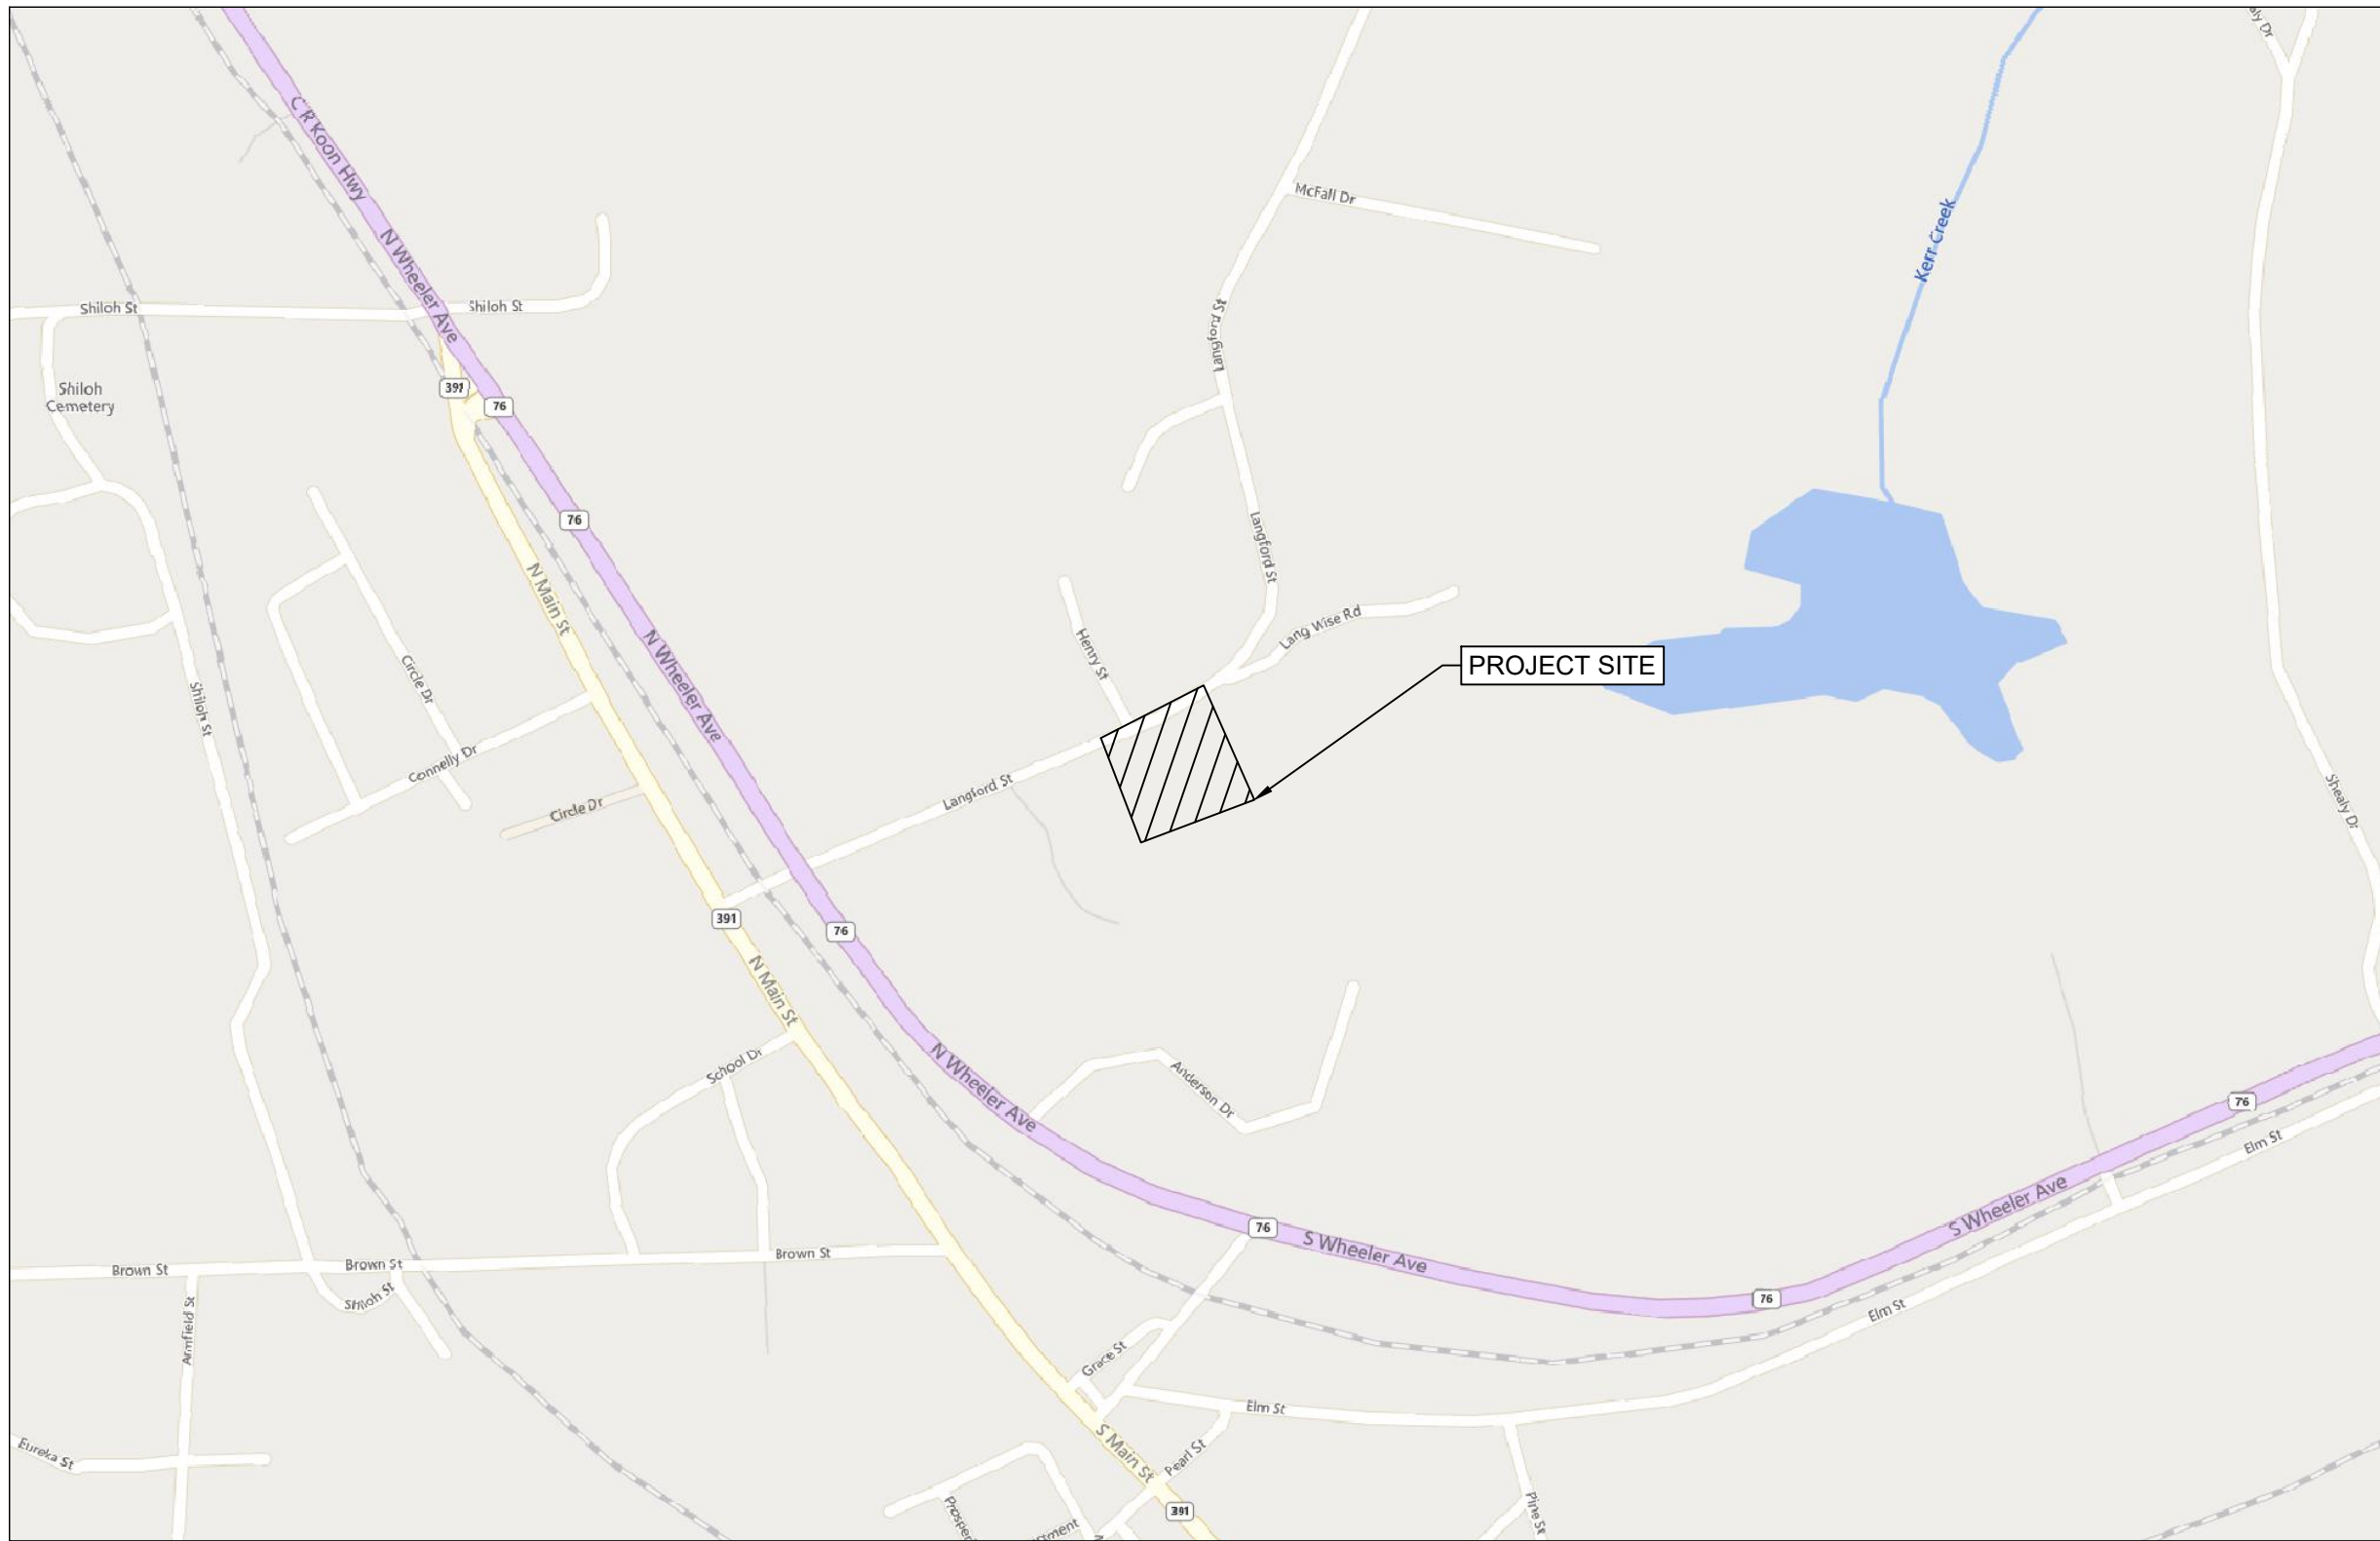 C R Koon Hwy
McFall Dr
Kerr Creek
N Wheeler Ave
Shiloh St
Shiloh St
Langford St
Shiloh
Cemetery
391
76
76
Langford St
N Main St
Lang Wise Rd
Henry St
N Wheeler Ave
PROJECT SITE
Circle Dr
Shiloh St
Connelly Dr
Langford St
Circle Dr
Shealy Dr
391
76
N Main St
School Dr
N Wheeler Ave
Anderson Dr
76
Elm St
S Wheeler Ave
76
S Wheeler Ave
Brown St
Brown St
Brown St
Shiloh St
76
Elm St
Armfield St
Grace St
Elm St
S Main St
Pearl St
Eureka St
391
Pine St